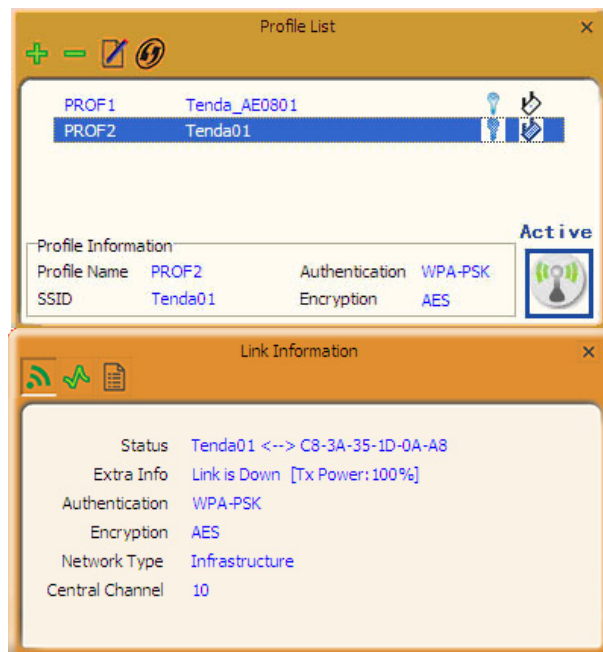 Profile List
PROF1 Tenda_AE0801
PROF2 Tenda01
Active
Profile Information
Profile Name PROF2 Authentication WPA-PSK
SSID Tenda01 Encryption AES
Link Information
Status Tenda01 <--> C8-3A-35-1D-0A-A8
Extra Info Link is Down [Tx Power:100%]
Authentication WPA-PSK
Encryption AES
Network Type Infrastructure
Central Channel 10